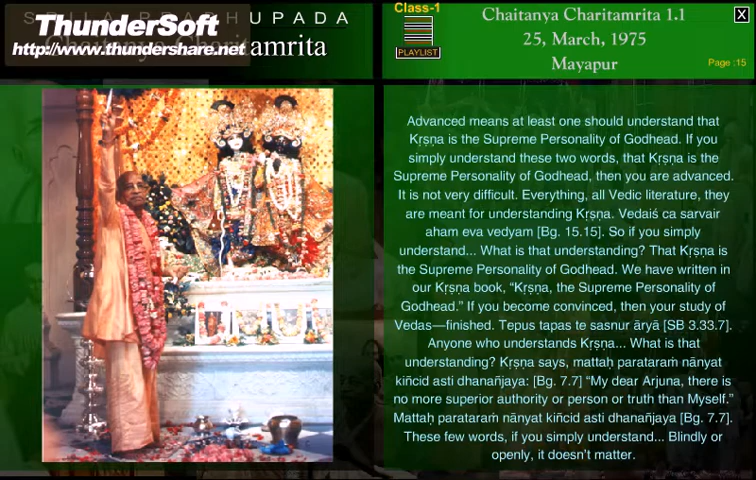 SRILA PRABHUPADA
Chaitanya Charitamrita
ThunderSoft
http://www.thundershare.net
Class-1
PLAYLIST
Chaitanya Charitamrita 1.1
25, March, 1975
Mayapur
X
Page :15
Advanced means at least one should understand that
Kṛṣṇa is the Supreme Personality of Godhead. If you
simply understand these two words, that Kṛṣṇa is the
Supreme Personality of Godhead, then you are advanced.
It is not very difficult. Everything, all Vedic literature, they
are meant for understanding Kṛṣṇa. Vedaiś ca sarvair
aham eva vedyam [Bg. 15.15]. So if you simply
understand... What is that understanding? That Kṛṣṇa is
the Supreme Personality of Godhead. We have written in
our Kṛṣṇa book, “Kṛṣṇa, the Supreme Personality of
Godhead.” If you become convinced, then your study of
Vedas—finished. Tepus tapas te sasnur āryā [SB 3.33.7].
Anyone who understands Kṛṣṇa... What is that
understanding? Kṛṣṇa says, mattaḥ parataraṁ nānyat
kiñcid asti dhanañjaya: [Bg. 7.7] “My dear Arjuna, there is
no more superior authority or person or truth than Myself.”
Mattaḥ parataraṁ nānyat kiñcid asti dhanañjaya [Bg. 7.7].
These few words, if you simply understand... Blindly or
openly, it doesn’t matter.